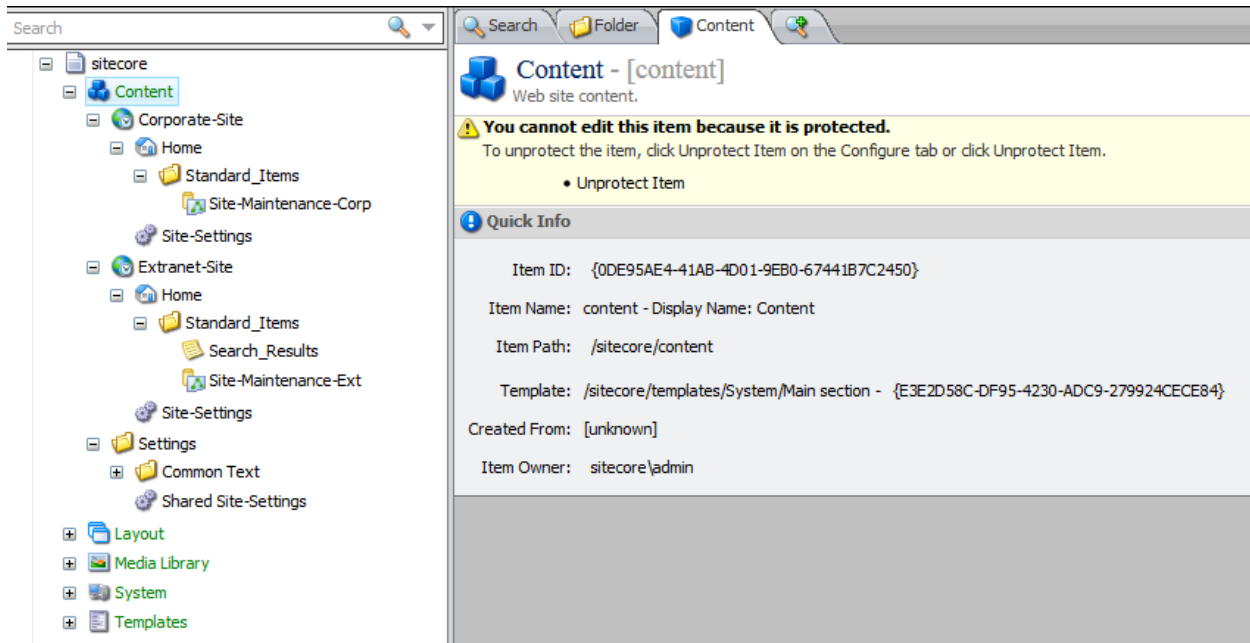 Search
sitecore
Content
Corporate-Site
Home
Standard_Items
Site-Maintenance-Corp
Site-Settings
Extranet-Site
Home
Standard_Items
Search_Results
Site-Maintenance-Ext
Site-Settings
Settings
Common Text
Shared Site-Settings
Layout
Media Library
System
Templates
Search Folder Content
Content - [content]
Web site content.
You cannot edit this item because it is protected.
To unprotect the item, click Unprotect Item on the Configure tab or click Unprotect Item.
• Unprotect Item
Quick Info
Item ID: {0DE95AE4-41AB-4D01-9EB0-67441B7C2450}
Item Name: content - Display Name: Content
Item Path: /sitecore/content
Template: /sitecore/templates/System/Main section - {E3E2D58C-DF95-4230-ADC9-279924CECE84}
Created From: [unknown]
Item Owner: sitecore\admin